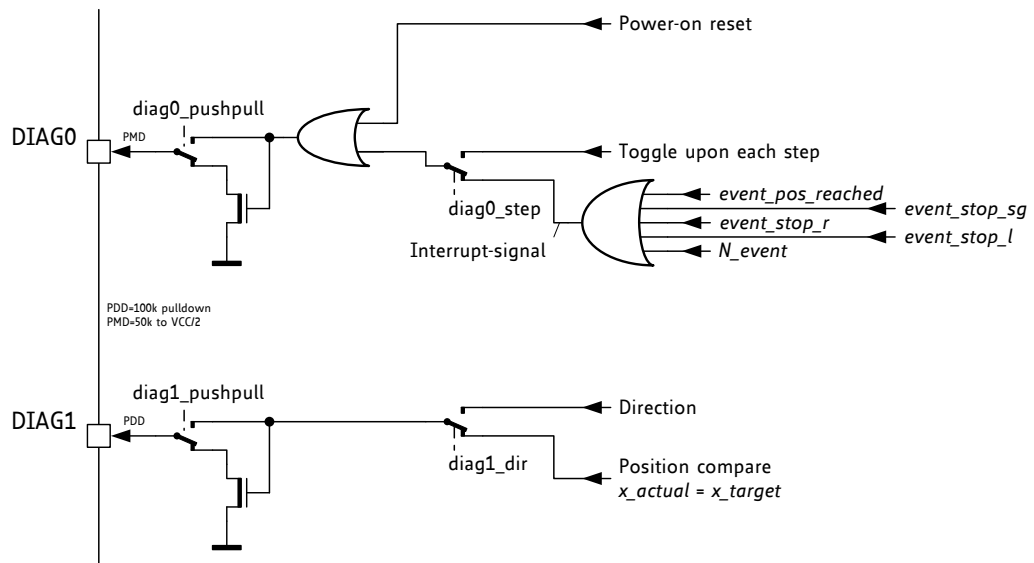 Power-on reset
diag0_pushpull
DIAG0
PMD
Toggle upon each step
diag0_step
event_pos_reached
event_stop_sg
event_stop_r
event_stop_l
N_event
Interrupt-signal
PDD=100k pulldown
PMD=50k to VCC/2
diag1_pushpull
DIAG1
PDD
Direction
diag1_dir
Position compare
x_actual = x_target